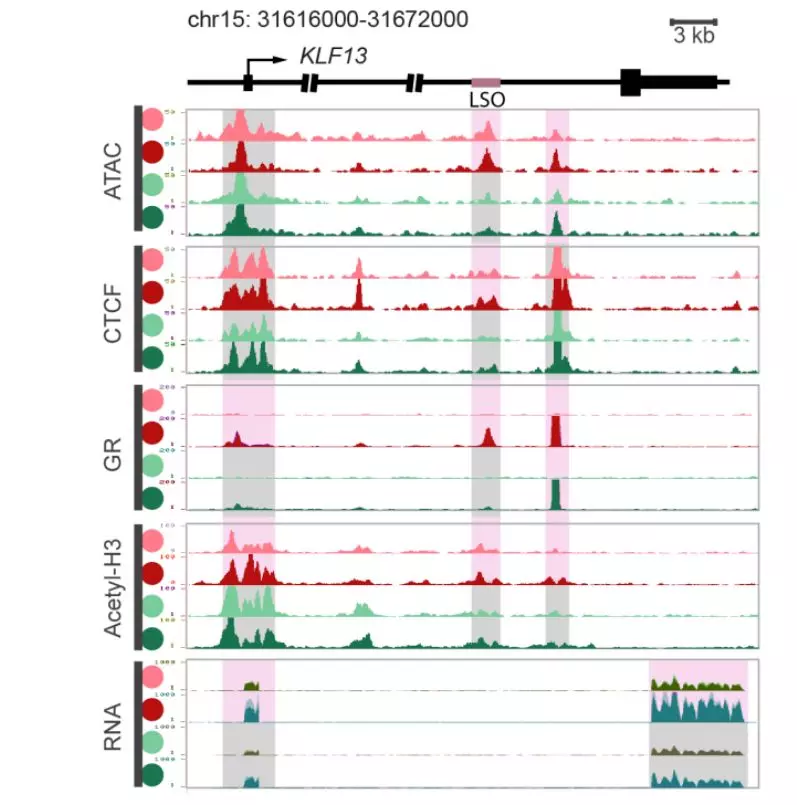 chr15: 31616000-31672000
3 kb
KLF13
LSO
ATAC
CTCF
GR
Acetyl-H3
RNA